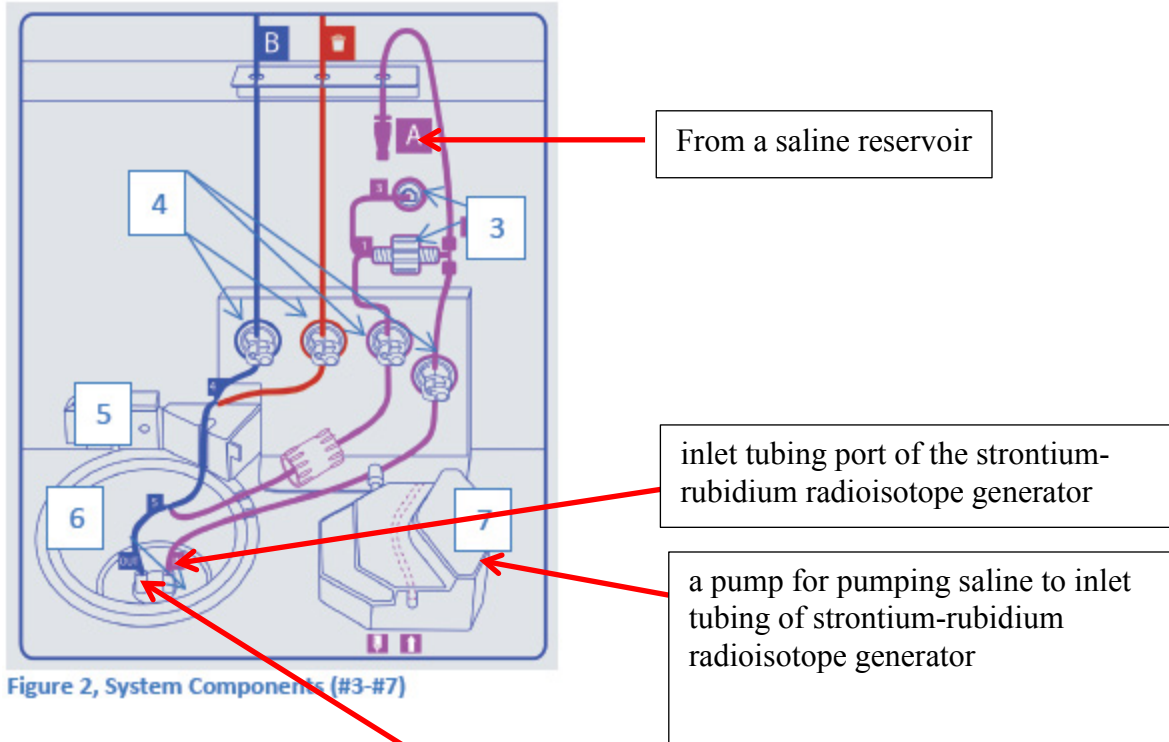 B
A
From a saline reservoir
3
4
3
1
4
5
5
6
7
OUT
inlet tubing port of the strontium-
rubidium radioisotope generator
a pump for pumping saline to inlet
tubing of strontium-rubidium
radioisotope generator
Figure 2, System Components (#3-#7)